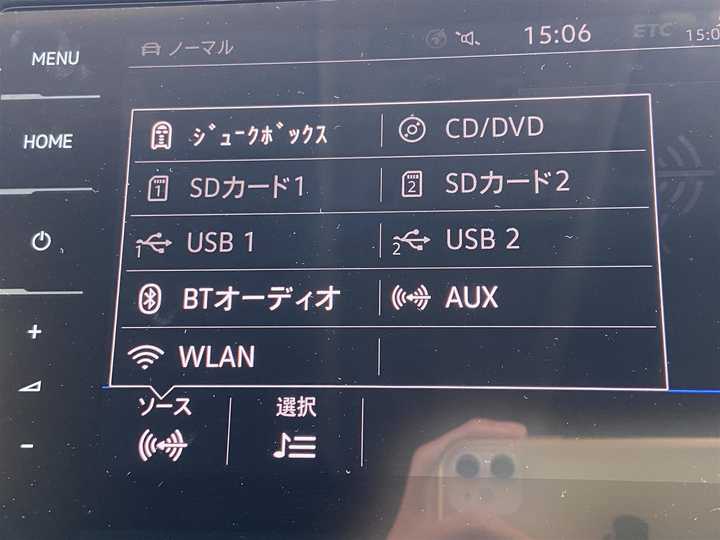 MENU
ノーマル
15:06
ETC
15:0
HOME
ジュークボックス
CD/DVD
SDカード1
SDカード2
USB 1
USB 2
BTオーディオ
AUX
WLAN
ソース
選択